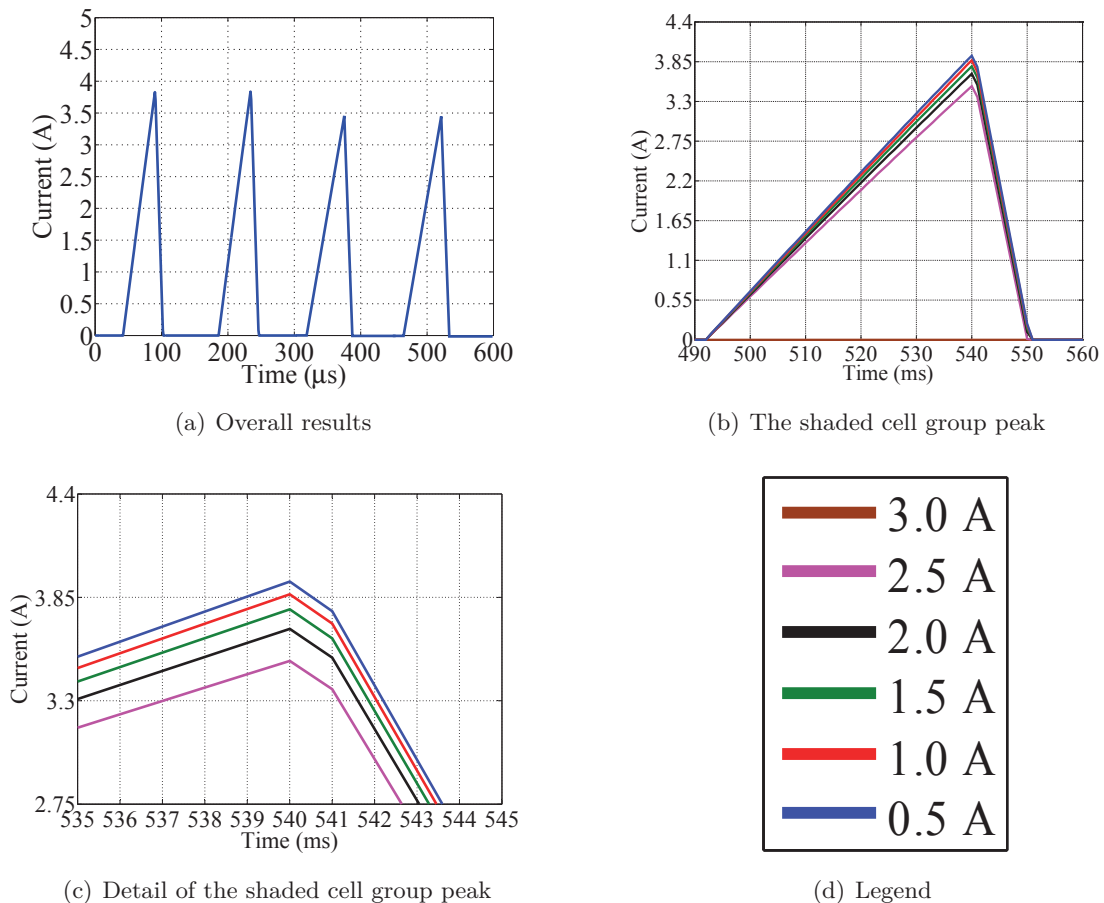 5
4.5
4
3.5
3
2.5
2
1.5
1
0.5
0
Current (A)
0 100 200 300 400 500 600
Time (μs)
(a) Overall results
4.4
3.85
3.3
2.75
2.2
1.65
1.1
0.55
0
Current (A)
490 500 510 520 530 540 550 560
Time (ms)
(b) The shaded cell group peak
4.4
3.85
3.3
2.75
Current (A)
535 536 537 538 539 540 541 542 543 544 545
Time (ms)
(c) Detail of the shaded cell group peak
3.0 A
2.5 A
2.0 A
1.5 A
1.0 A
0.5 A
(d) Legend